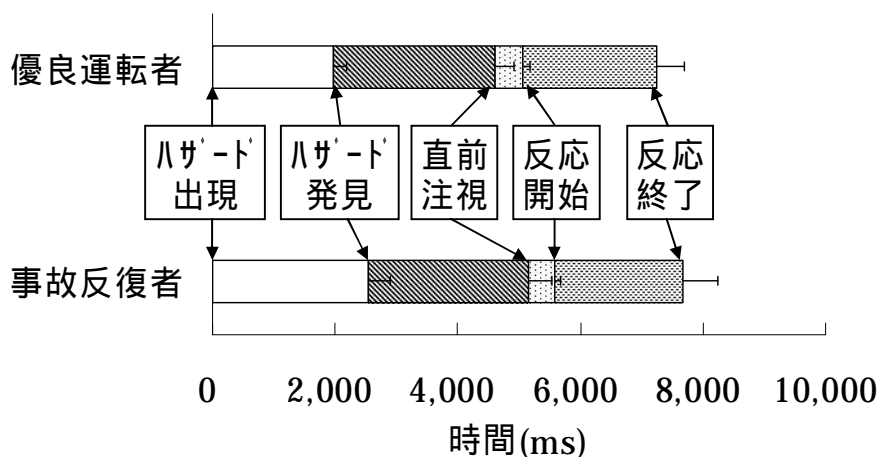 優良運転者
ﾊｻﾞｰﾄﾞ
出現
ﾊｻﾞｰﾄﾞ
発見
直前
注視
反応
開始
反応
終了
事故反復者
0 2,000 4,000 6,000 8,000 10,000
時間(ms)